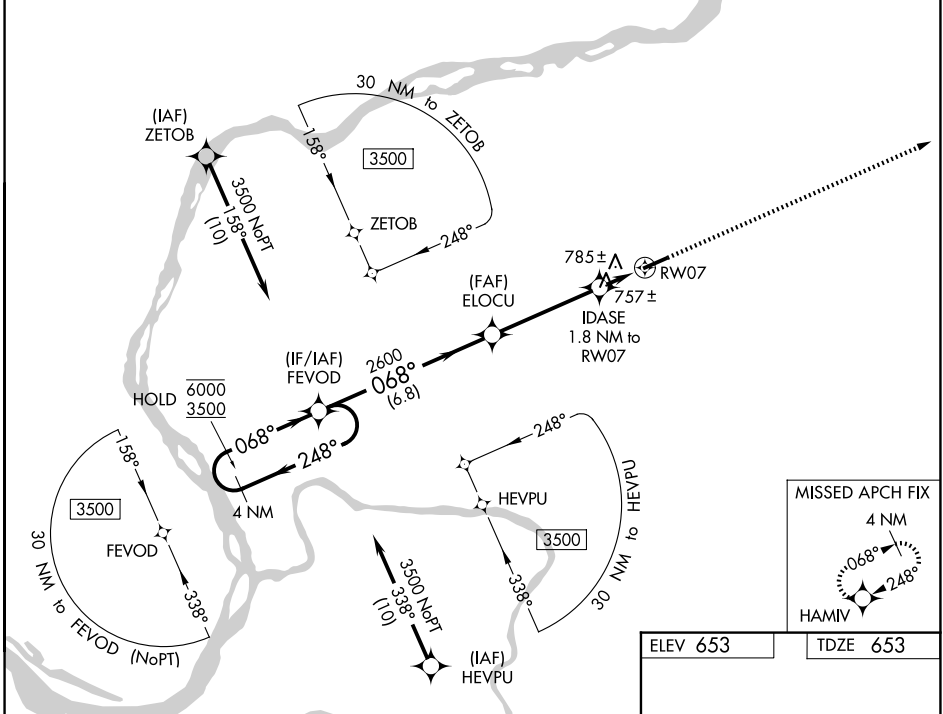 (IAF)
ZETOB
3500 NoPT
158°
(10)
30 NM to ZETOB
158°
3500
ZETOB
248°
785±
RW07
757±
(FAF)
ELOCU
IDASE
1.8 NM to
RW07
(IF/IAF)
FEVOD
2600
068°
(6.8)
HOLD
6000
3500
068°
248°
4 NM
158°
3500
FEVOD
338°
30 NM to FEVOD (NoPT)
248°
HEVPU
3500
338°
30 NM to HEVPU
3500 NoPT
338°
(10)
(IAF)
HEVPU
MISSED APCH FIX
4 NM
068°
248°
HAMIV
ELEV 653
TDZE 653